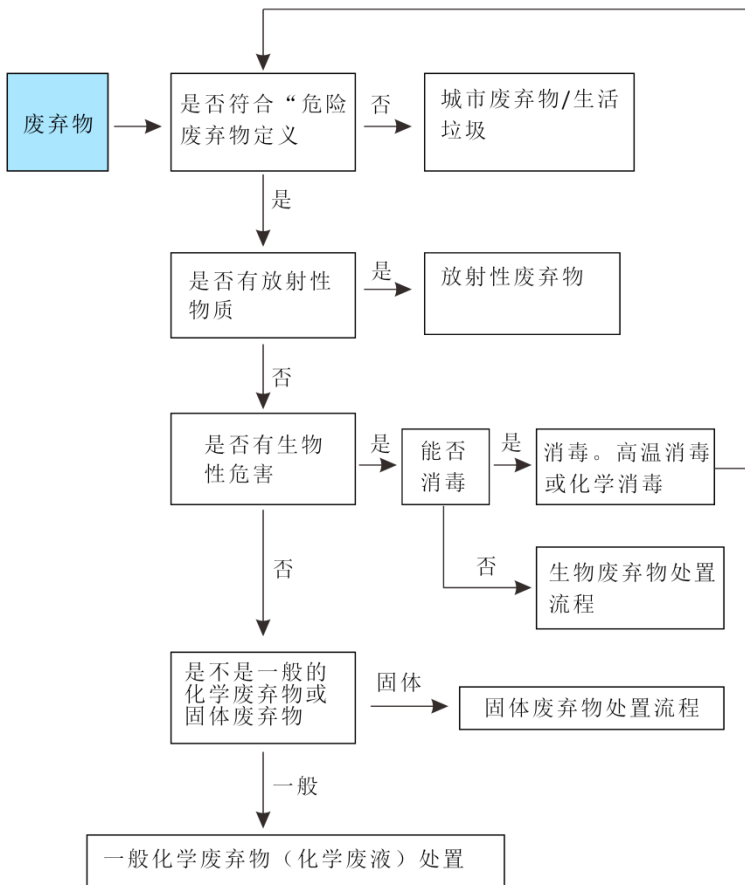 废弃物
是否符合“危险
废弃物定义
否
城市废弃物/生活
垃圾
是
是否有放射性
物质
是
放射性废弃物
否
是否有生物
性危害
是
能否
消毒
是
消毒。高温消毒
或化学消毒
否
生物废弃物处置
流程
否
是不是一般的
化学废弃物或
固体废弃物
固体
固体废弃物处置流程
一般
一般化学废弃物（化学废液）处置